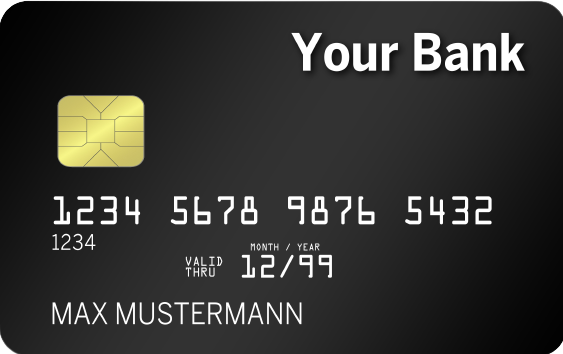 Your Bank
1234 5678 9876 5432
1234
MONTH / YEAR
VALID THRU 12/99
MAX MUSTERMANN